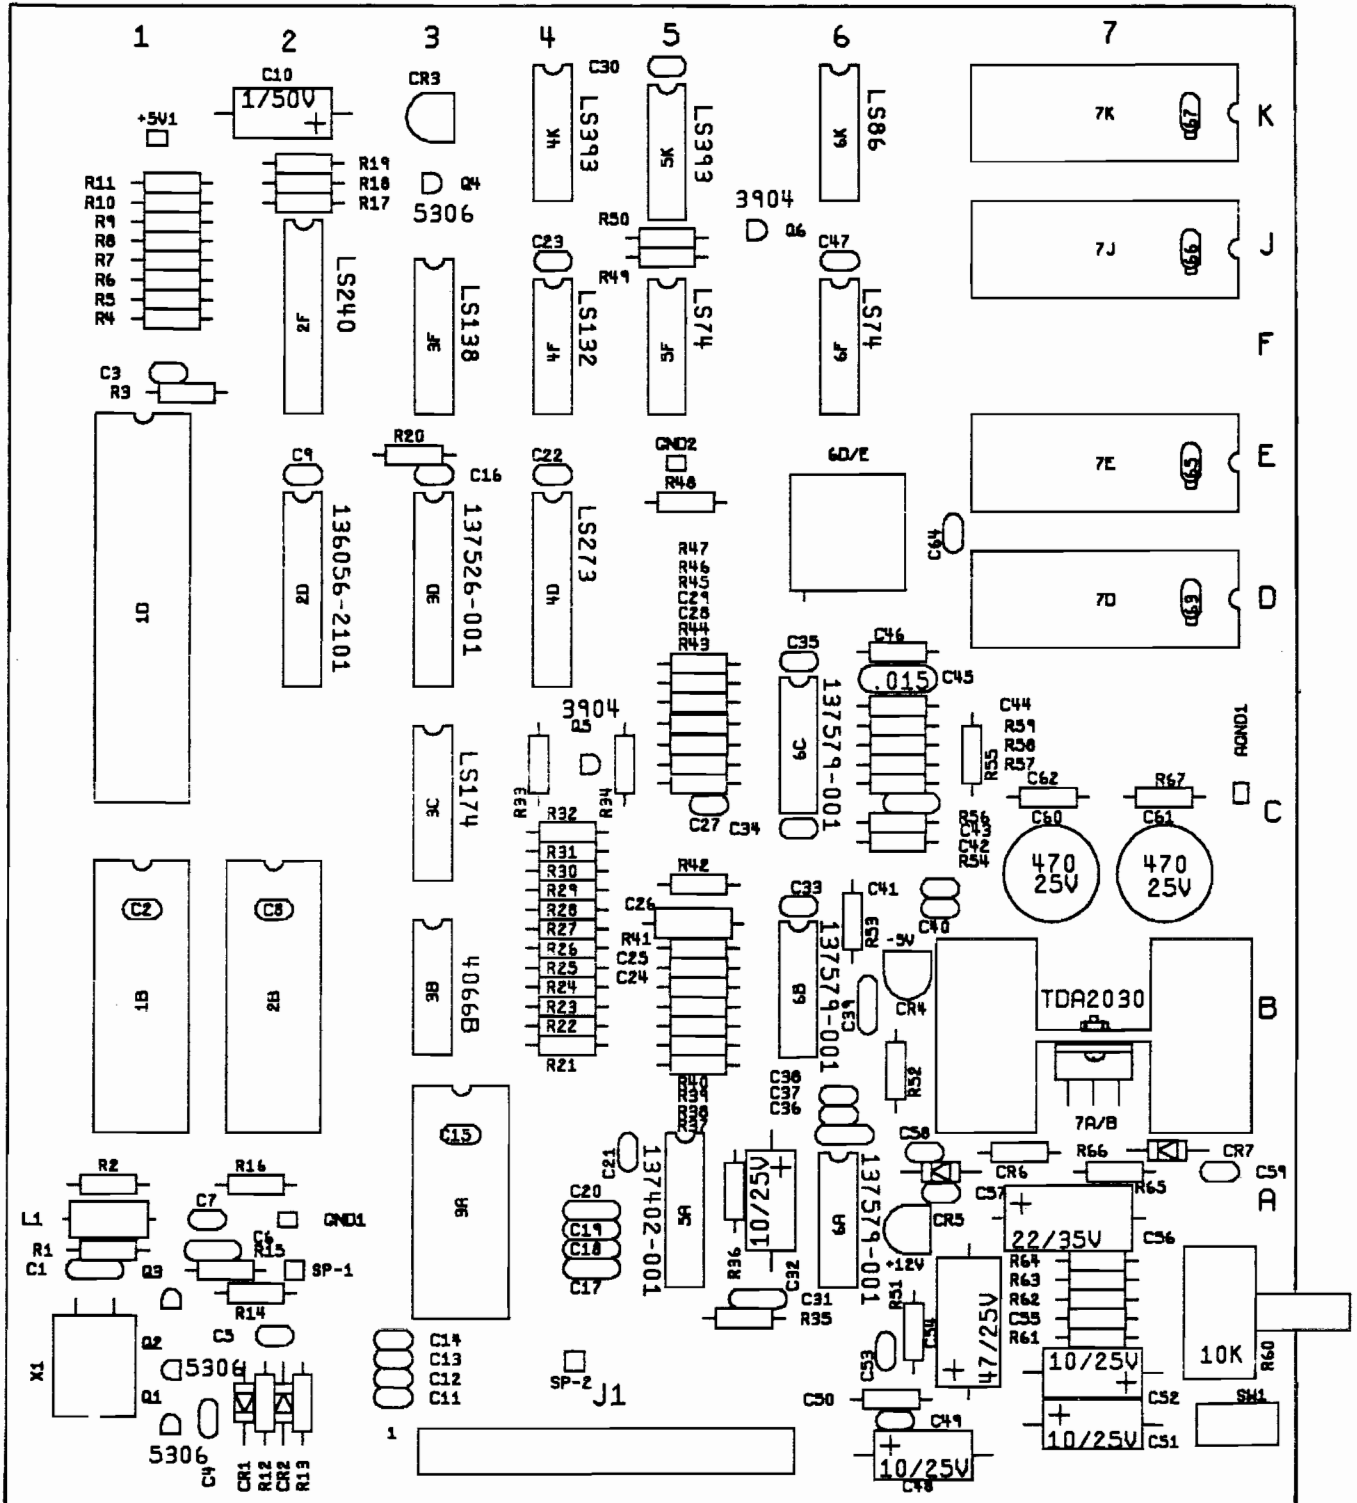 1 2 3 4 5 6 7
C10
1/50V
+
CR3
C30
LS393
4K
LS393
5K
LS86
6K
7K
C67
K
+5V1
R19
R18
R17
R11
R10
R9
R8
R7
R6
R5
R4
Q4
5306
3904
Q6
R50
R49
C23
C47
7J
C66
J
LS240
2F
LS138
3F
LS132
4F
LS74
5F
LS74
6F
F
C3
R3
R20
C9
C16
C22
GND2
R48
6D/E
7E
C65
E
C64
1D
136056-2101
2D
137526-001
3D
LS273
4D
R47
R46
R45
C29
C28
R44
R43
7D
C69
D
C35
C46
.015
C45
137579-001
6C
C44
R59
R58
R57
R55
AGND1
3904
Q5
R33
R34
LS174
3C
C27
C34
C62
R67
C
R56
C43
C42
R54
C60
C61
470
25V
470
25V
R32
R31
R30
R29
R28
R27
R26
R25
R24
R23
R22
R21
R42
C26
R41
C25
C24
C33
C41
R53
C40
C2
C8
1B
2B
4066B
3B
137579-001
6B
-5V
CR4
C39
R52
TDA2030
B
7A/B
R40
R39
R38
R37
C38
C37
C36
C15
9A
C21
137402-001
5A
R36
10/25V
+
C32
137579-001
6A
C58
CR6
R66
CR7
C59
R65
C57
A
R2
R16
C7
L1
GND1
C6
R1
R15
C1
Q3
SP-1
R14
C20
C19
C18
C17
CR5
+12V
+
22/35V
C56
R64
R63
R62
C55
R61
C31
R35
R51
C54
47/25V
+
C53
10K
R60
X1
Q2
5306
Q1
5306
C5
C4
CR1
R12
CR2
R13
C14
C13
C12
C11
SP-2
J1
1
C50
C49
+
10/25V
C48
10/25V
+
C52
+
10/25V
C51
SW1